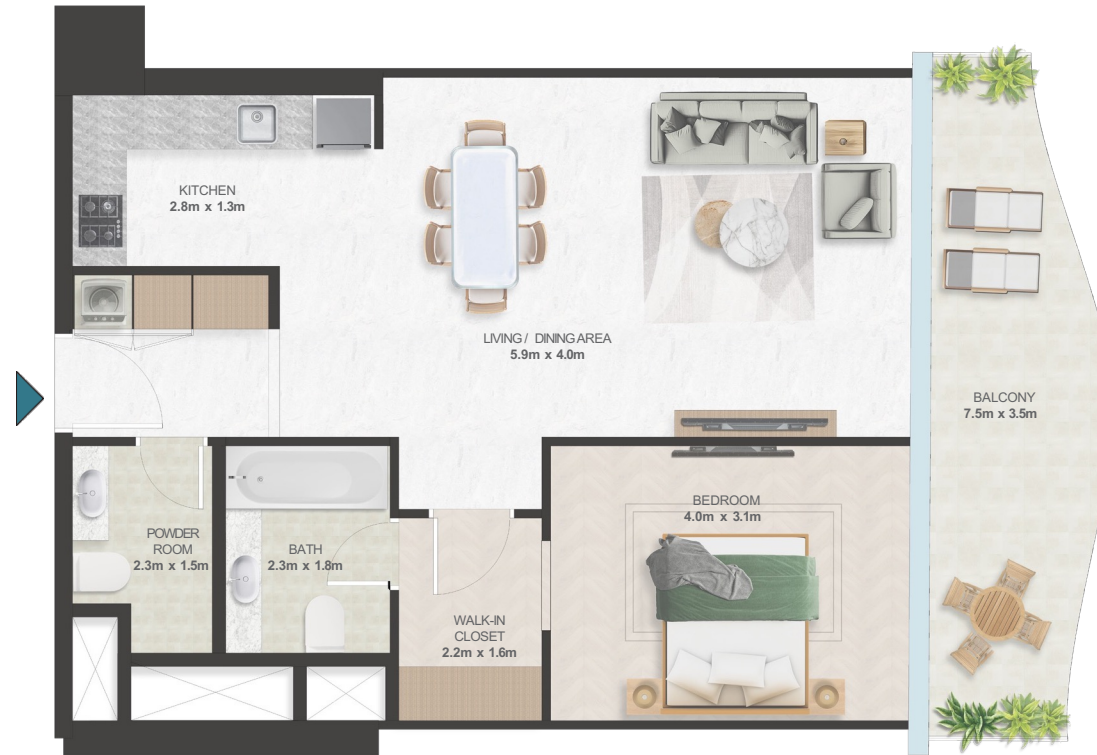 KITCHEN
2.8m x 1.3m
LIVING / DINING AREA
5.9m x 4.0m
BALCONY
7.5m x 3.5m
BEDROOM
4.0m x 3.1m
POWDER
ROOM
2.3m x 1.5m
BATH
2.3m x 1.8m
WALK-IN
CLOSET
2.2m x 1.6m